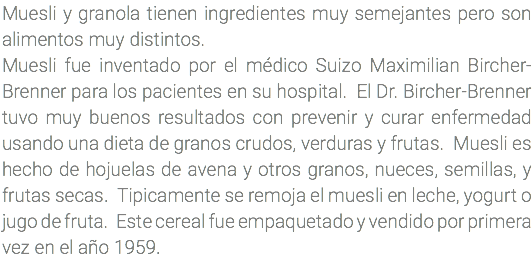 Muesli y granola tienen ingredientes muy semejantes pero son
alimentos muy distintos.
Muesli fue inventado por el médico Suizo Maximilian Bircher-
Brenner para los pacientes en su hospital.  El Dr. Bircher-Brenner
tuvo muy buenos resultados con prevenir y curar enfermedad
usando una dieta de granos crudos, verduras y frutas.  Muesli es
hecho de hojuelas de avena y otros granos, nueces, semillas, y
frutas secas.  Tipicamente se remoja el muesli en leche, yogurt o
jugo de fruta.  Este cereal fue empaquetado y vendido por primera
vez en el año 1959.